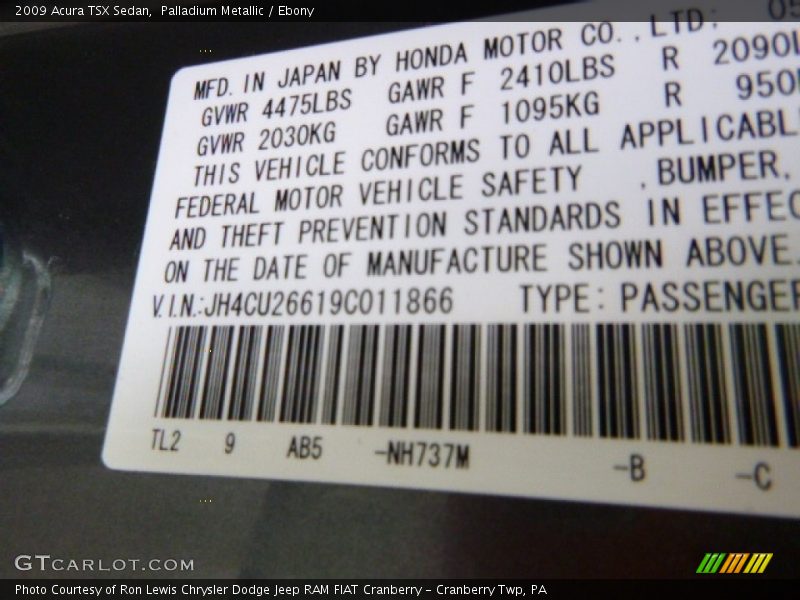 2009 Acura TSX Sedan,  Palladium Metallic / Ebony
MFD. IN JAPAN BY HONDA MOTOR CO., LTD: 05
GVWR 4475LBS GAWR F 2410LBS R 2090L
GVWR 2030KG GAWR F 1095KG R 950K
THIS VEHICLE CONFORMS TO ALL APPLICABL
FEDERAL MOTOR VEHICLE SAFETY ,BUMPER,
AND THEFT PREVENTION STANDARDS IN EFFEC
ON THE DATE OF MANUFACTURE SHOWN ABOVE.
V.I.N.:JH4CU26619C011866 TYPE: PASSENGER
TL2 9 AB5 -NH737M -B -C
GTCARLOT.COM
Photo Courtesy of Ron Lewis Chrysler Dodge Jeep RAM FIAT Cranberry – Cranberry Twp, PA